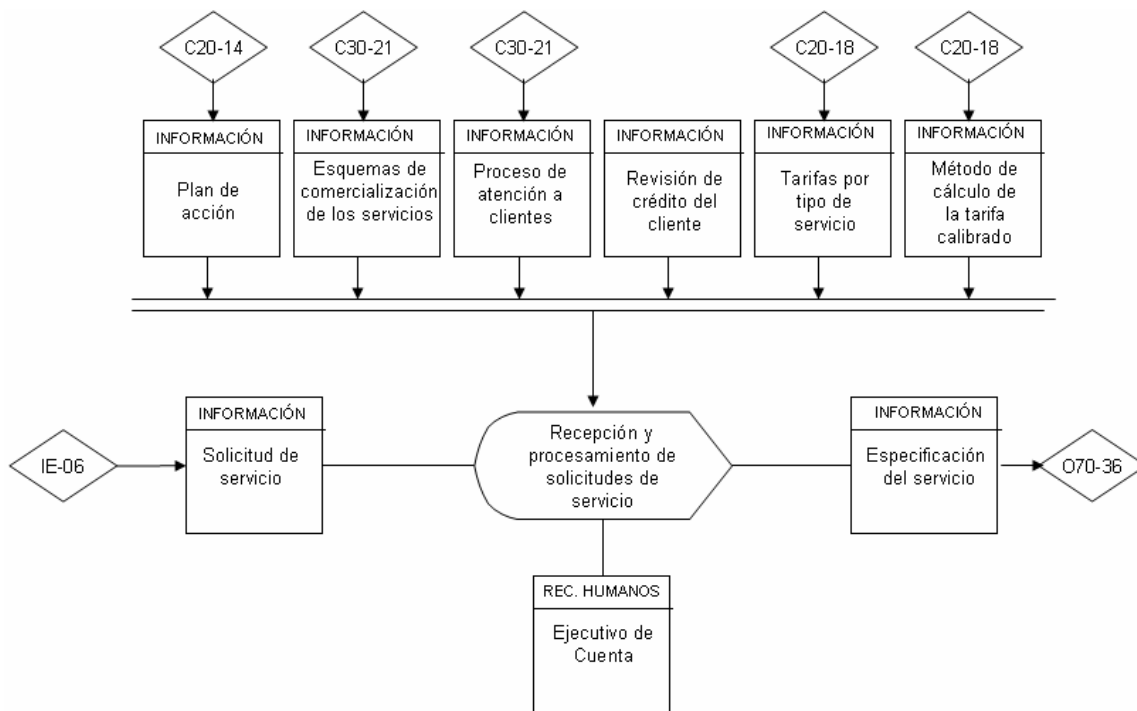 C20-14
C30-21
C30-21
C20-18
C20-18
INFORMACIÓN
Plan de
acción
INFORMACIÓN
Esquemas de
comercialización
de los servicios
INFORMACIÓN
Proceso de
atención a
clientes
INFORMACIÓN
Revisión de
crédito del
cliente
INFORMACIÓN
Tarifas por
tipo de
servicio
INFORMACIÓN
Método de
cálculo de
la tarifa
calibrado
IE-06
INFORMACIÓN
Solicitud de
servicio
Recepción y
procesamiento de
solicitudes de
servicio
INFORMACIÓN
Especificación
del servicio
O70-36
REC. HUMANOS
Ejecutivo de
Cuenta